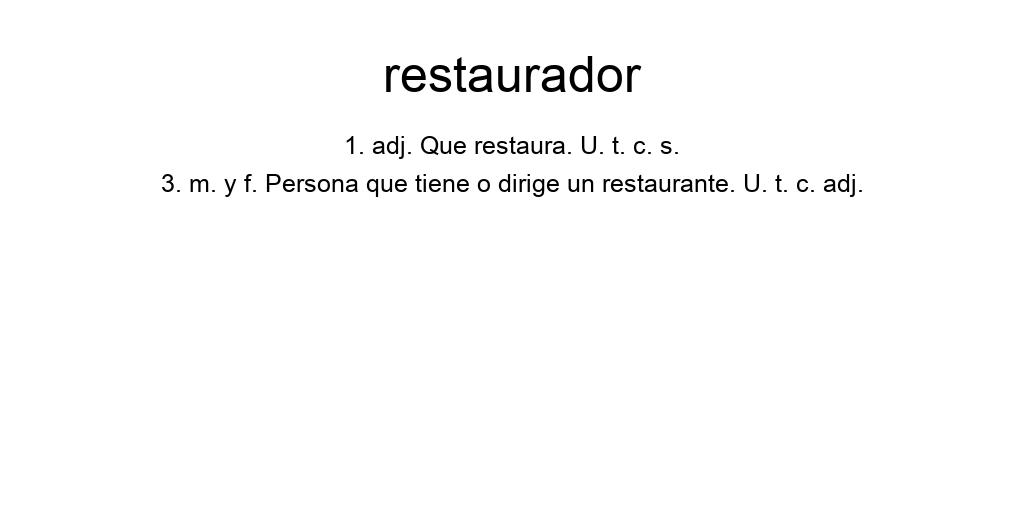 restaurador
1. adj. Que restaura. U. t. c. s.
3. m. y f. Persona que tiene o dirige un restaurante. U. t. c. adj.